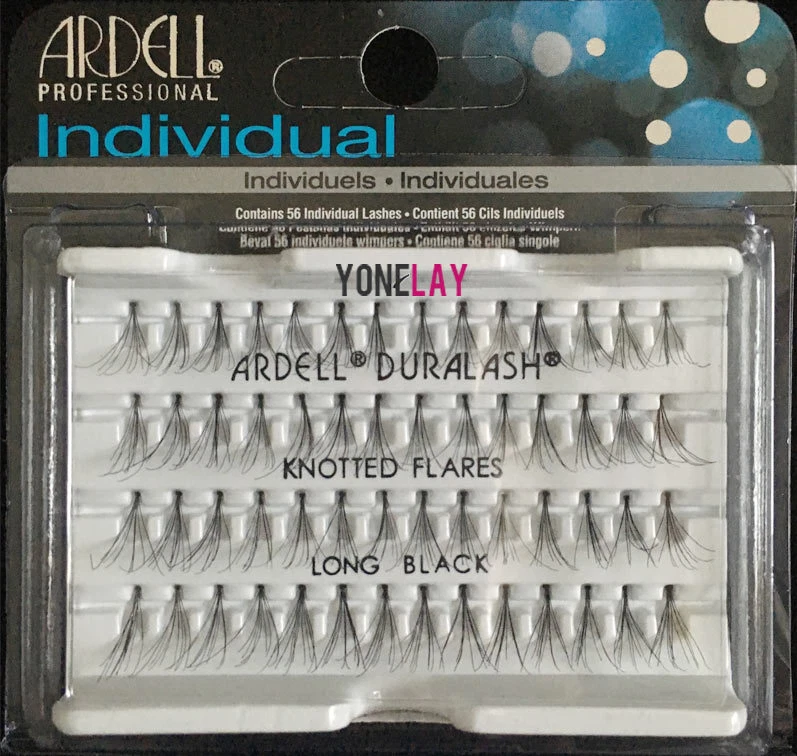 ARDELL®
PROFESSIONAL
Individual
Individuels • Individuales
Contains 56 Individual Lashes • Contient 56 Cils Individuels
Bevat 56 individuele wimpers • Contiene 56 ciglia singole
YONELAY
ARDELL® DURALASH®
KNOTTED FLARES
LONG BLACK